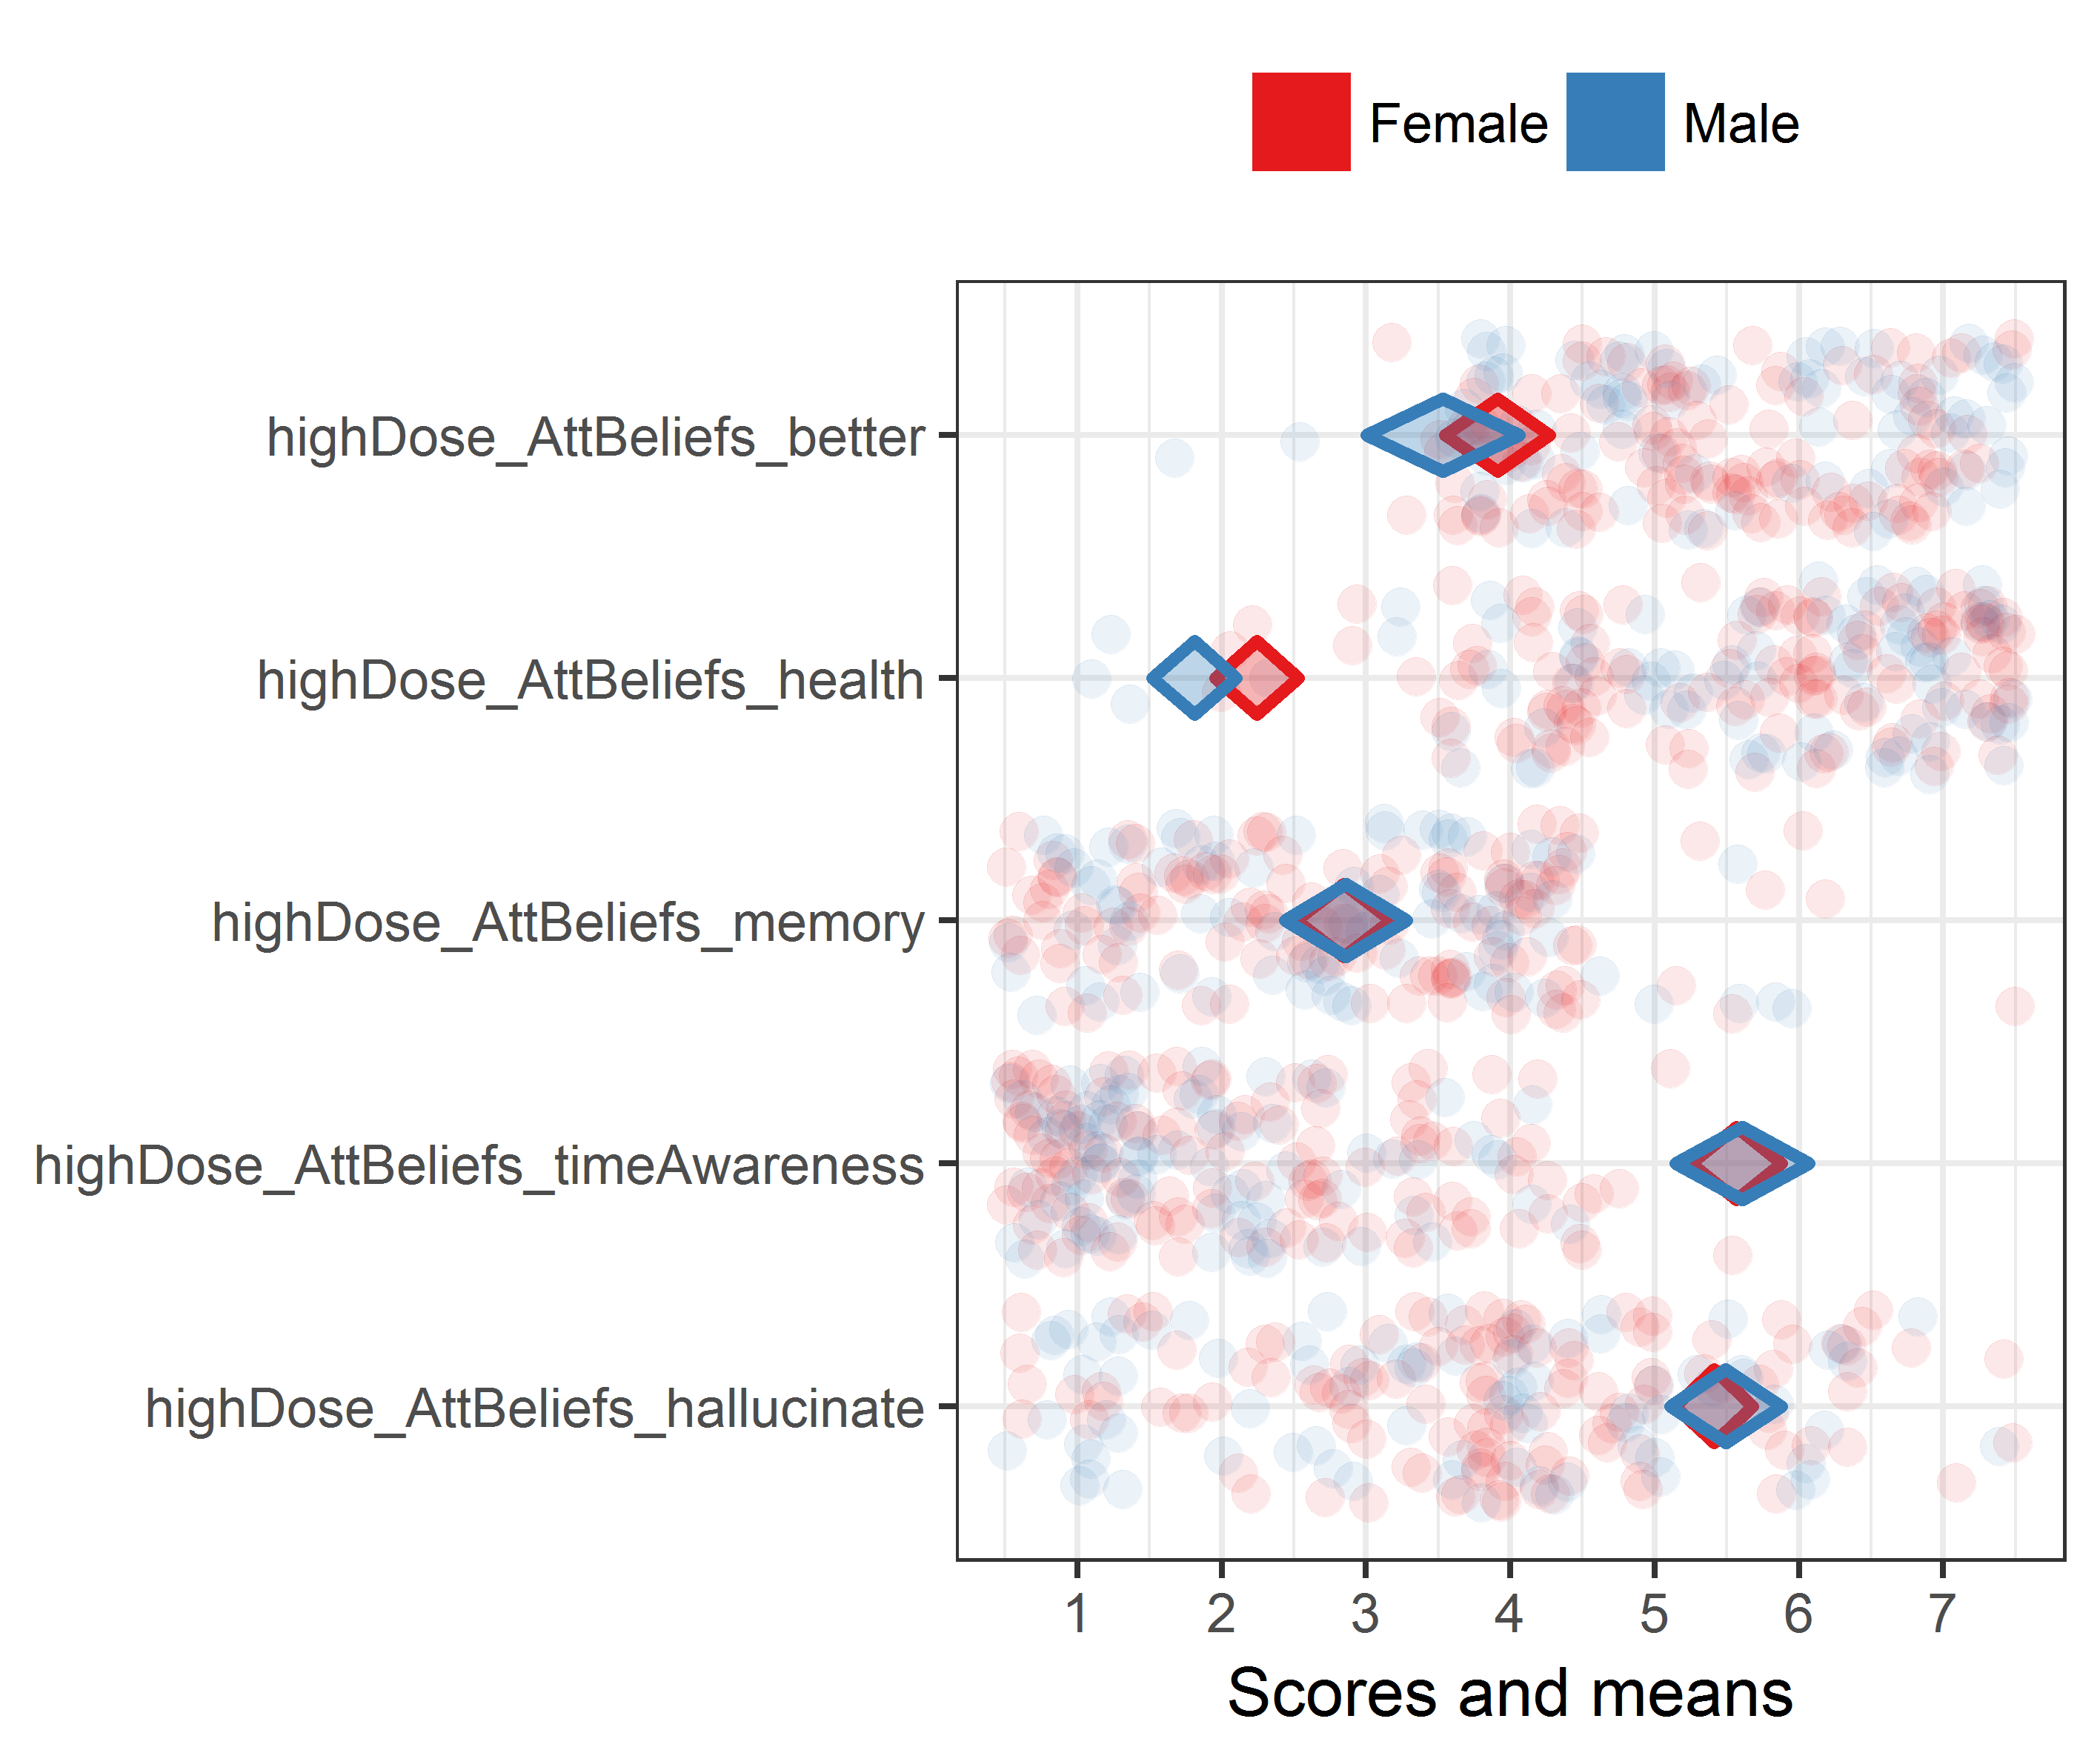 Female Male
highDose_AttBeliefs_better
highDose_AttBeliefs_health
highDose_AttBeliefs_memory
highDose_AttBeliefs_timeAwareness
highDose_AttBeliefs_hallucinate
1 2 3 4 5 6 7
Scores and means